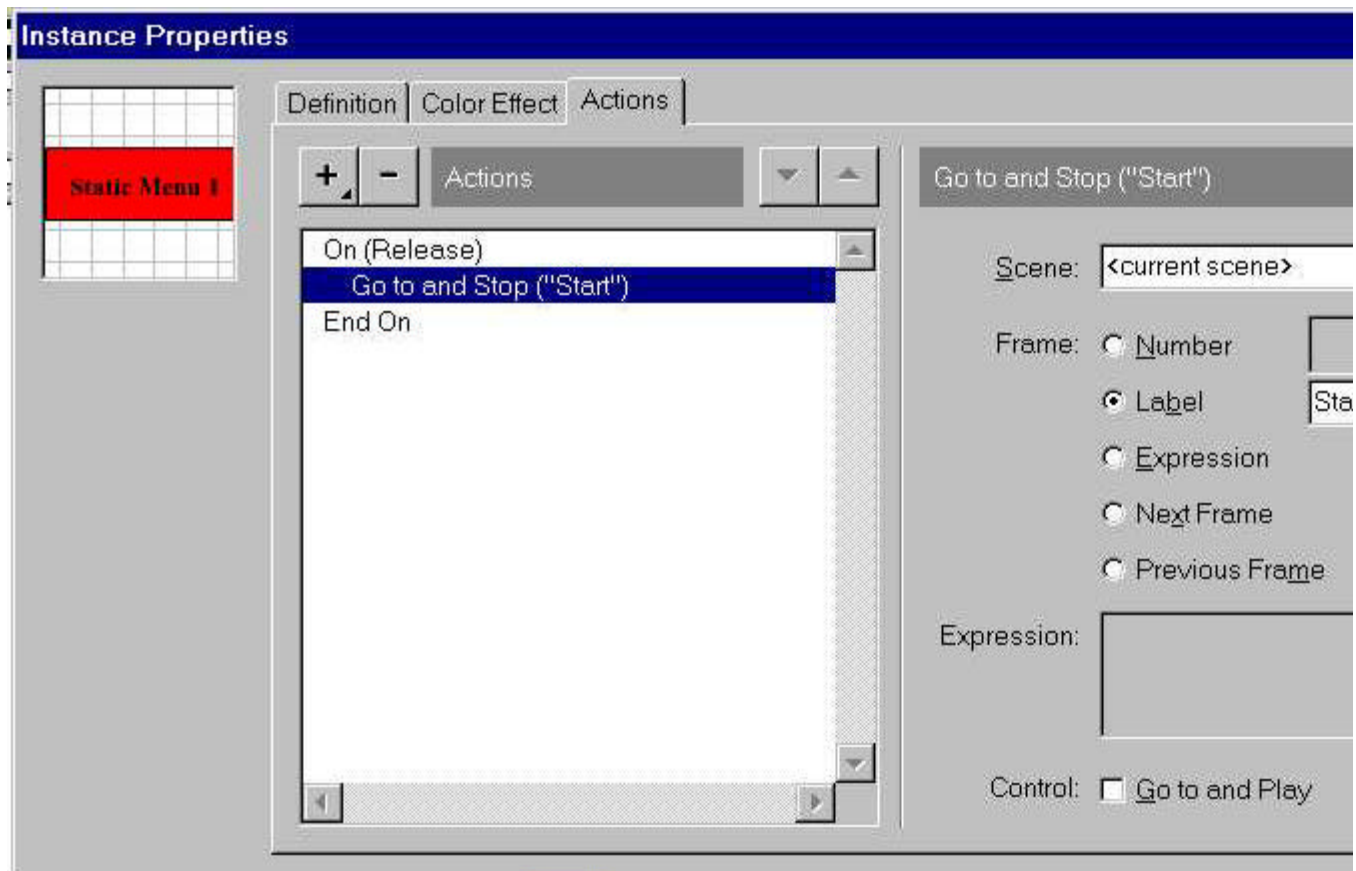 Instance Properties
Definition Color Effect Actions
Static Menu 1
+ - Actions
On (Release)
Go to and Stop ("Start")
End On
Go to and Stop ("Start")
Scene: <current scene>
Frame: Number
Label Sta
Expression
Next Frame
Previous Frame
Expression:
Control: Go to and Play